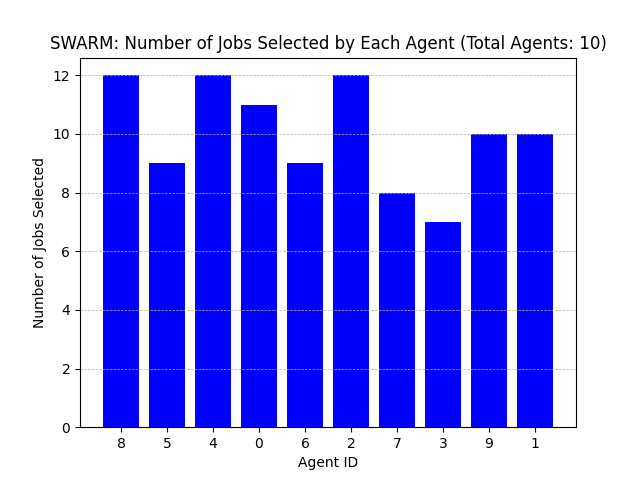 SWARM: Number of Jobs Selected by Each Agent (Total Agents: 10)
12
10
8
6
4
2
0
Number of Jobs Selected
8 5 4 0 6 2 7 3 9 1
Agent ID